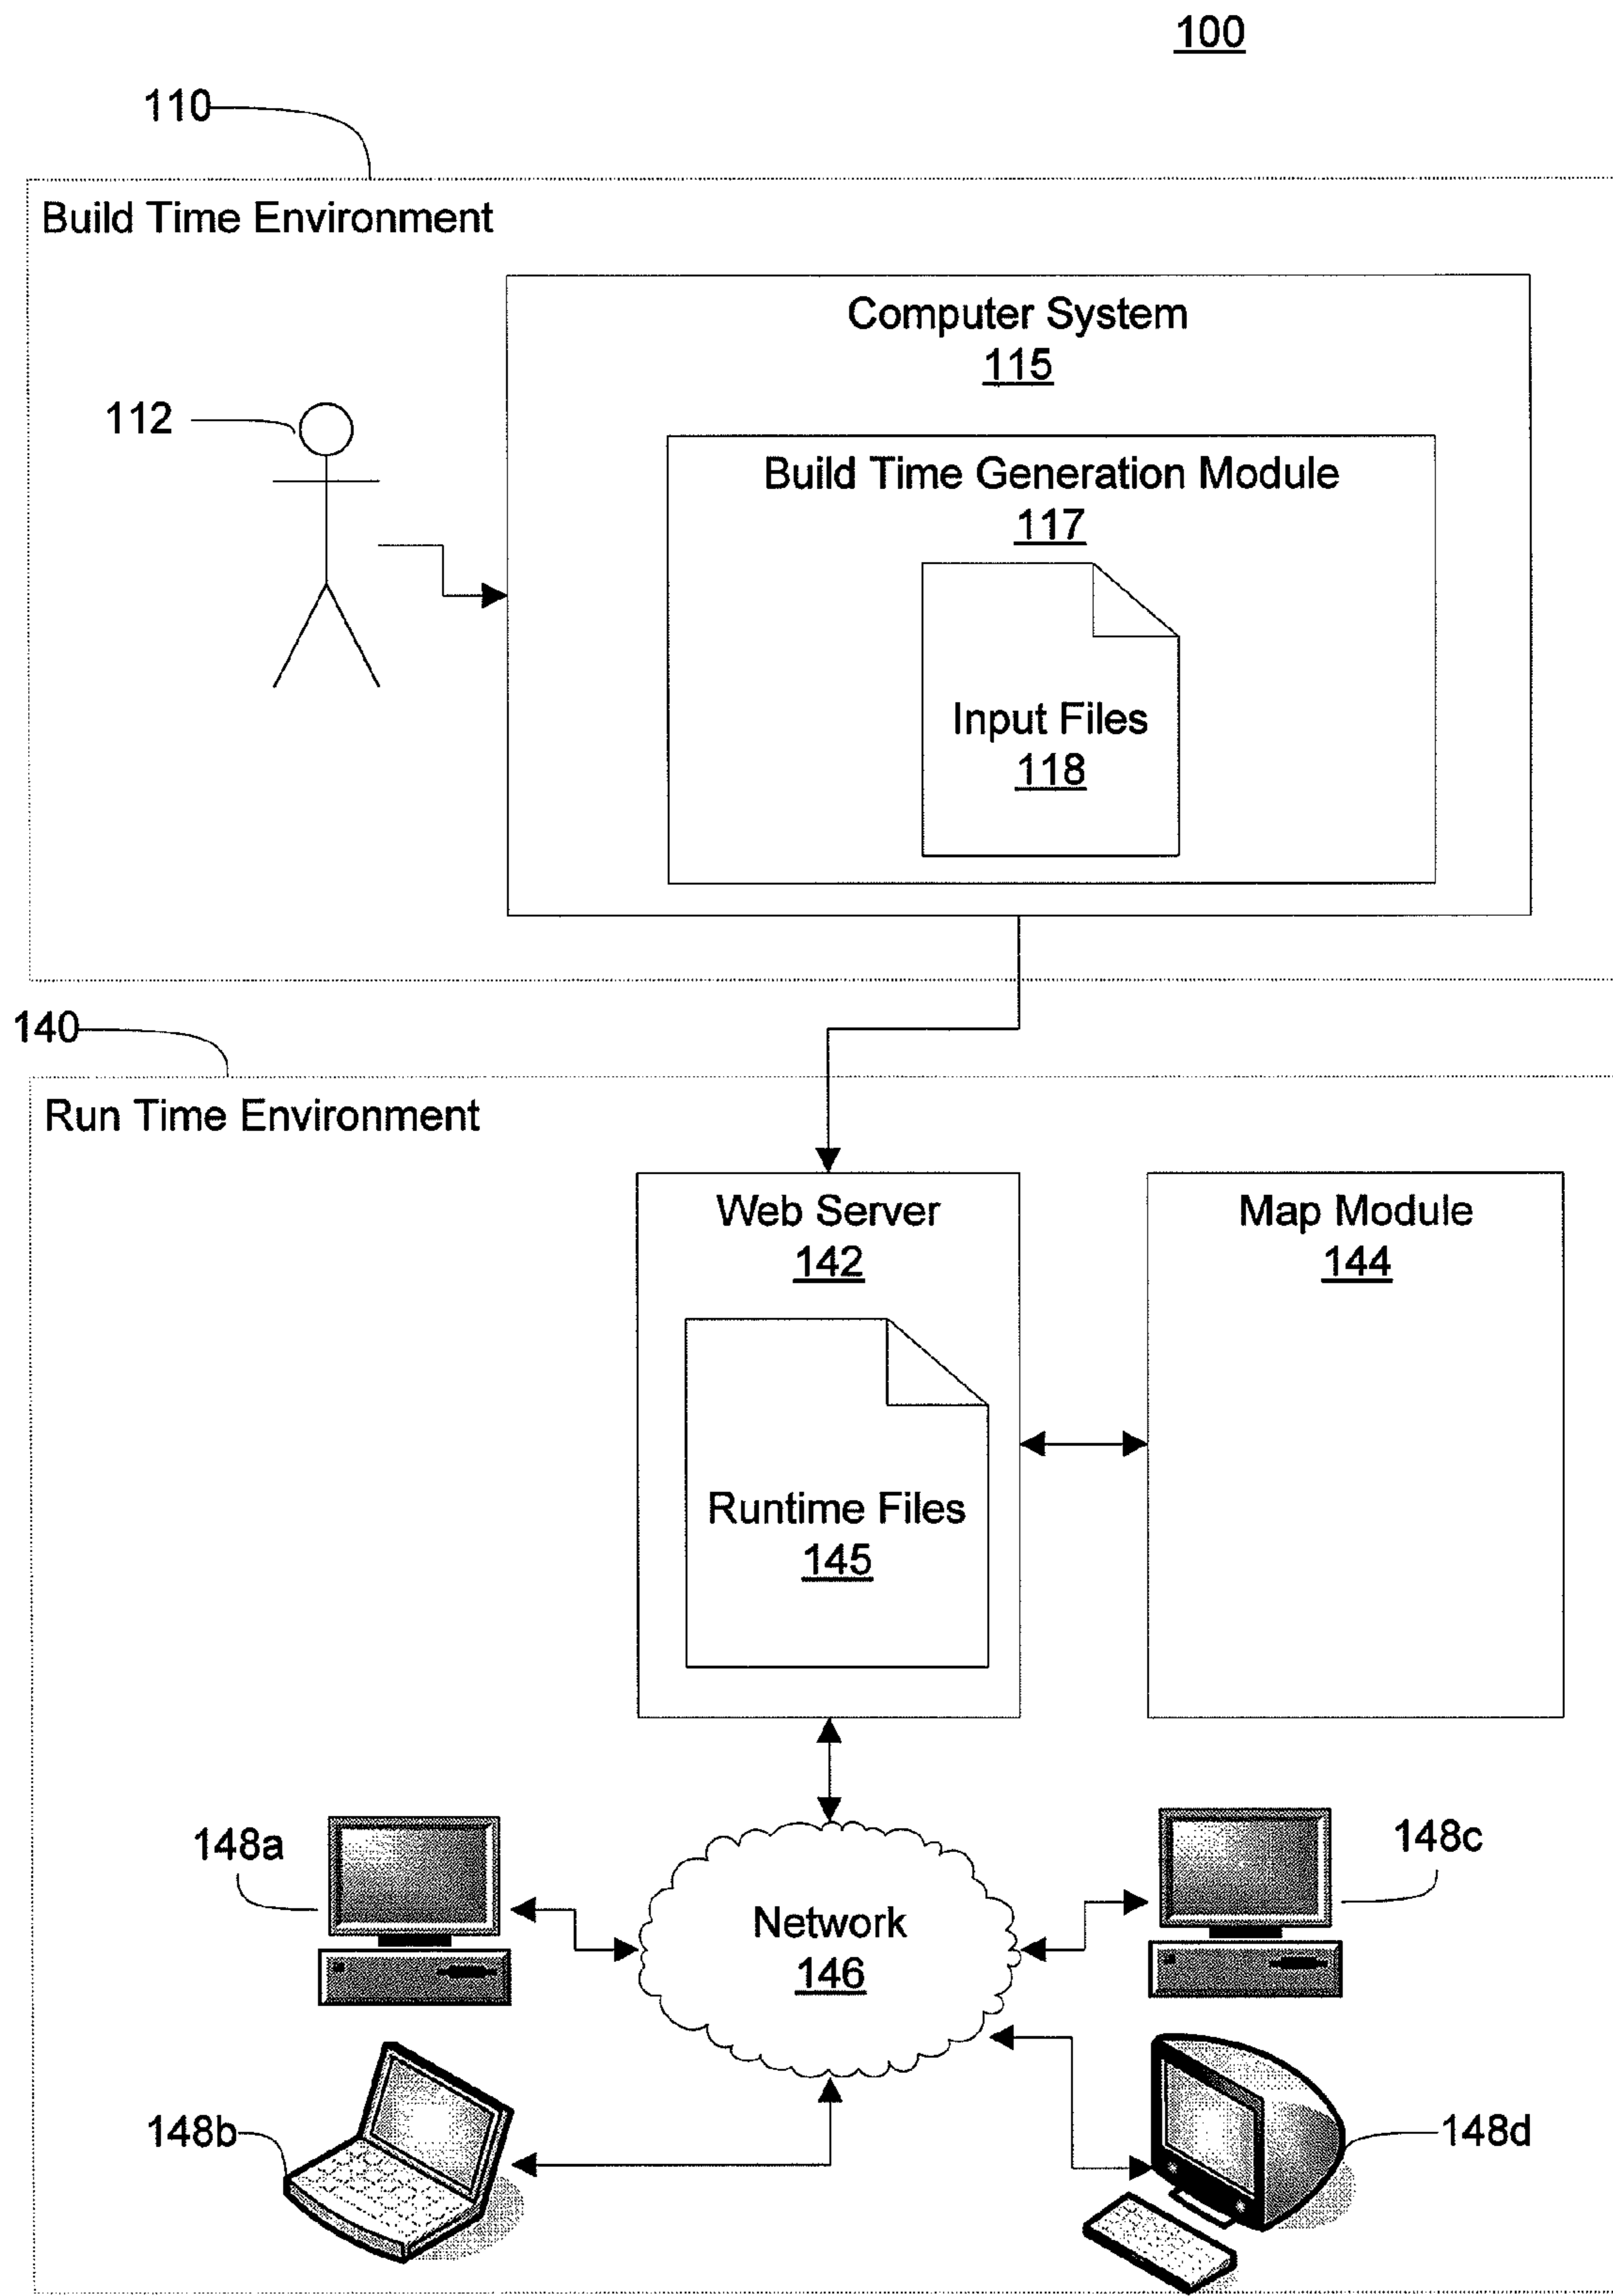 100
110
Build Time Environment
Computer System
115
112
Build Time Generation Module
117
Input Files
118
140
Run Time Environment
Web Server
142
Map Module
144
Runtime Files
145
148a
148c
Network
146
148b
148d